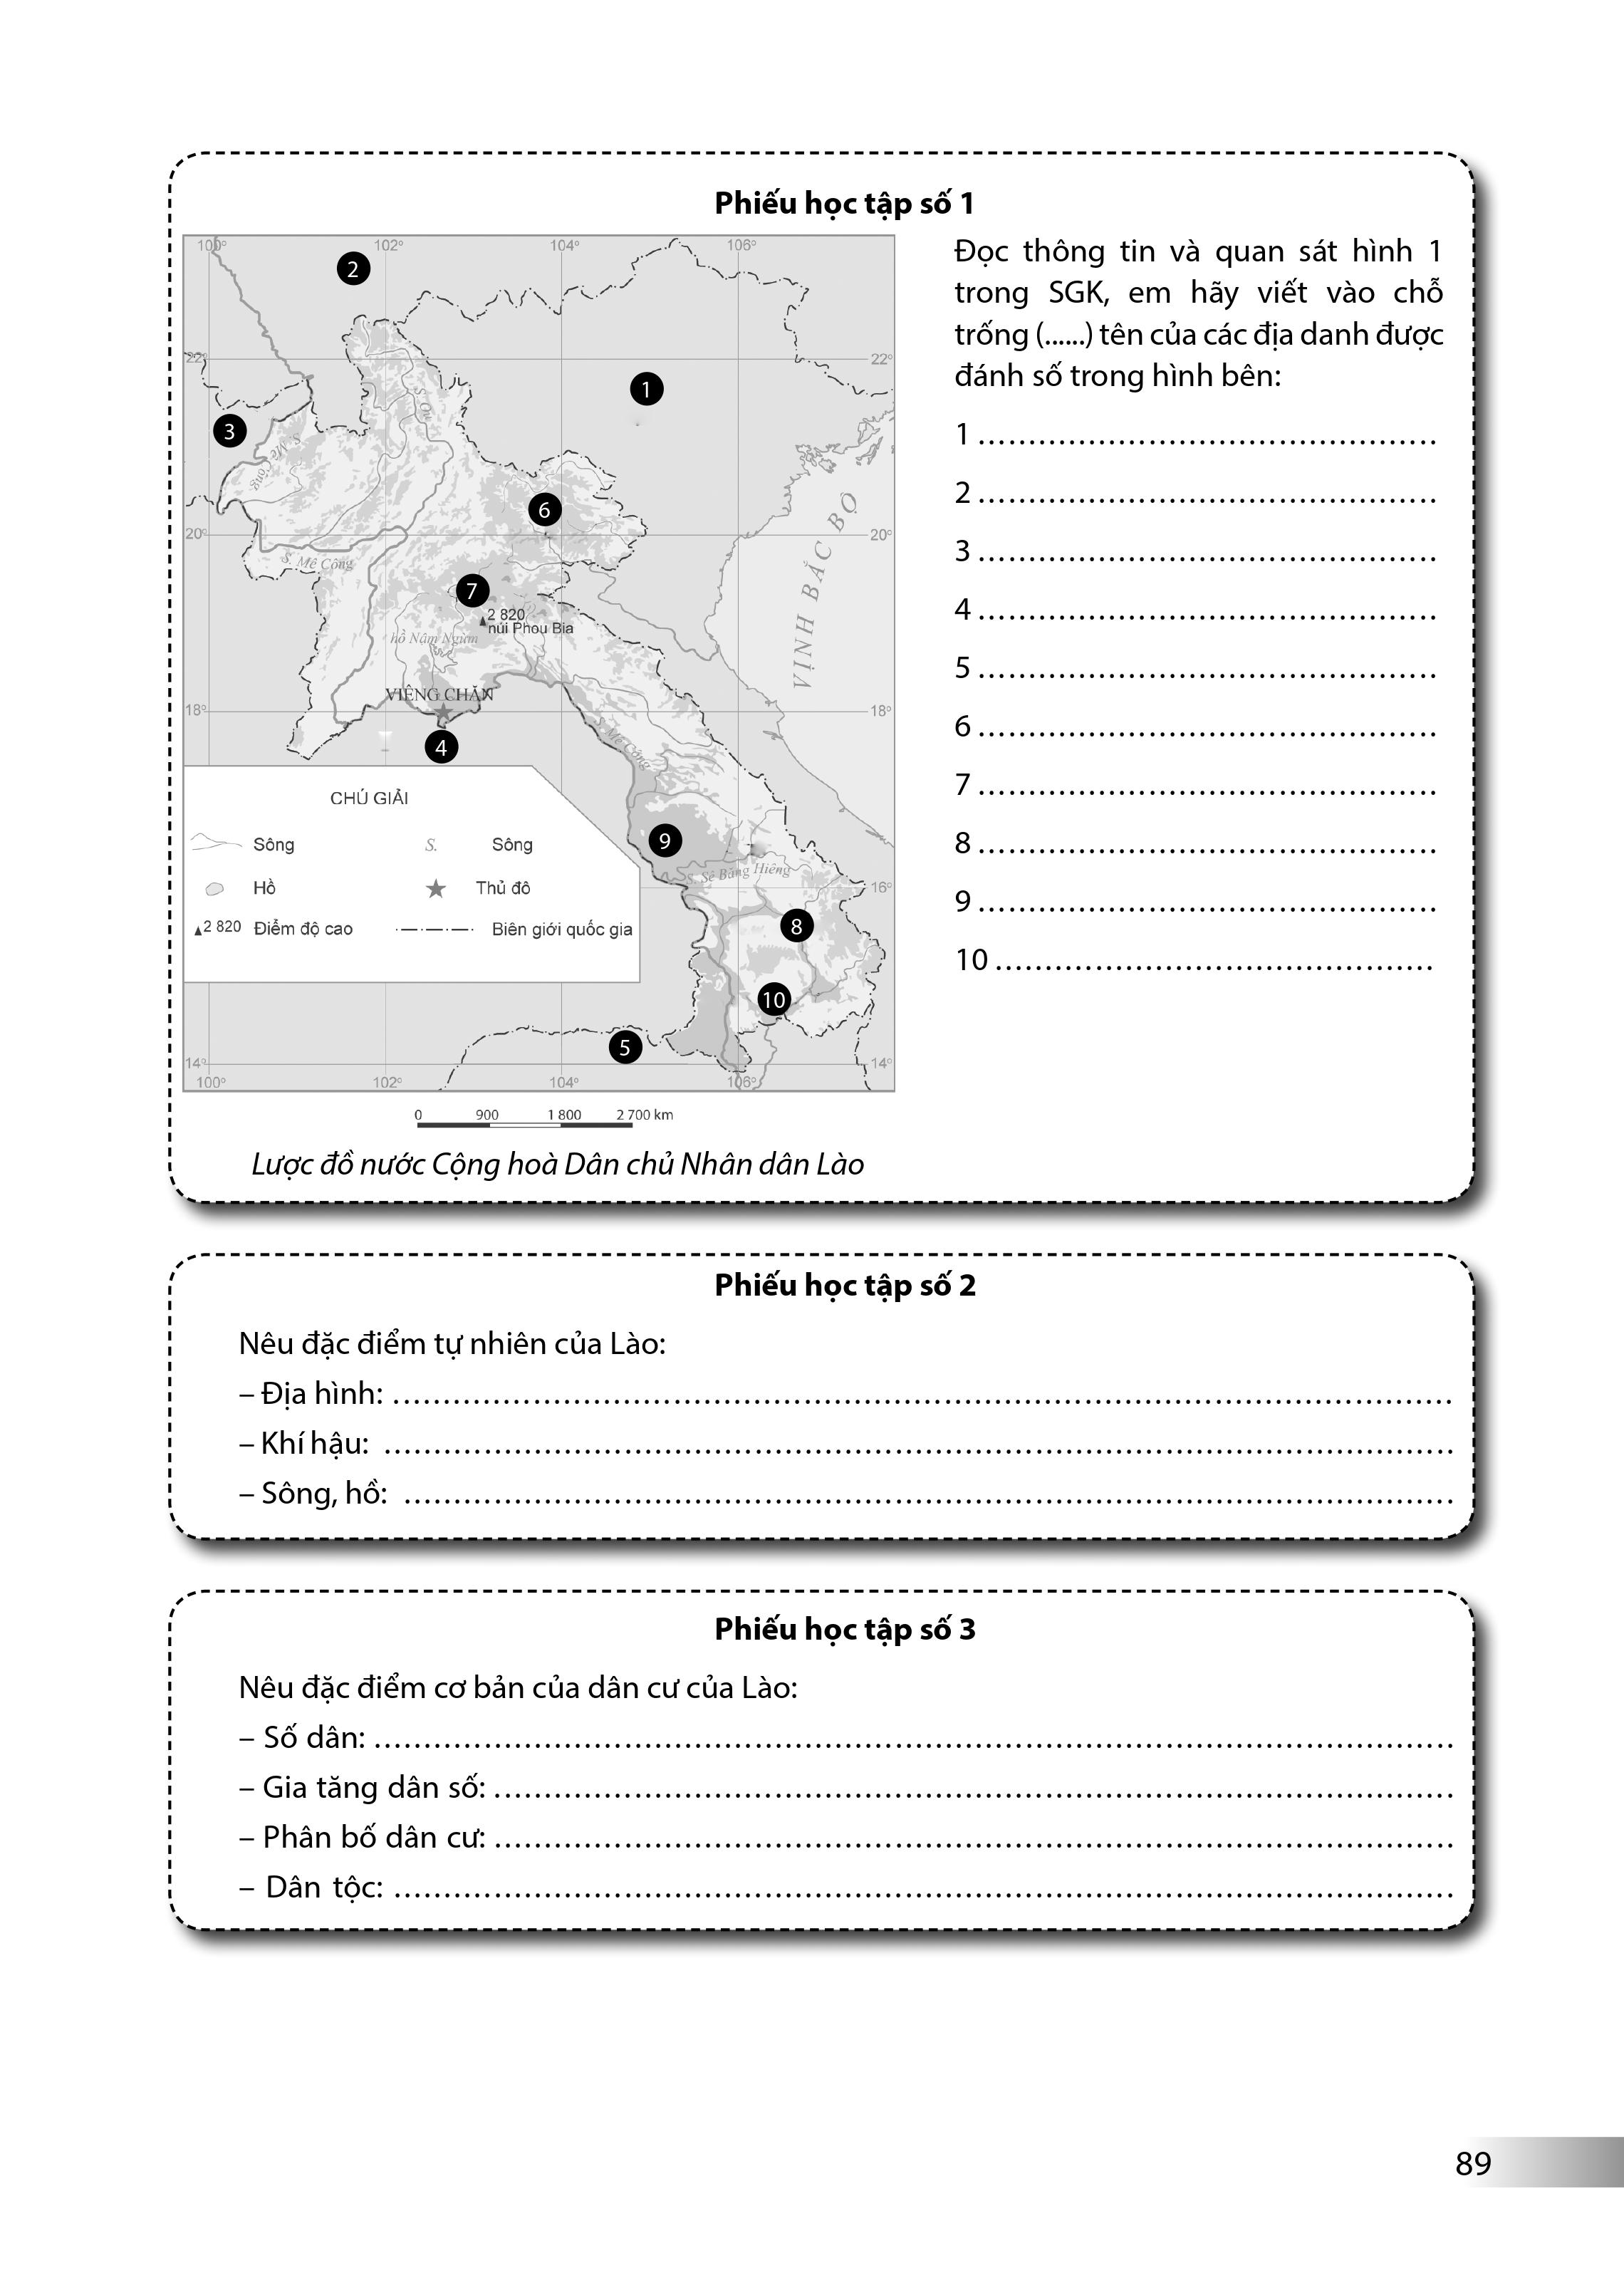 Phiếu học tập số 1
100° 102° 104° 106°
2
22° 22°
1
3
S. Mê Công
S. Ou
6
20° 20°
VỊNH BẮC BỘ
S. Mê Công
7
2 820
núi Phou Bia
hồ Nậm Ngừm
VIÊNG CHĂN
18° 18°
4
S. Mê Công
CHÚ GIẢI
Sông S. Sông
Hồ Thủ đô
2 820 Điểm độ cao Biên giới quốc gia
9
S. Sê Băng Hiêng
16°
8
10
5
14° 14°
100° 102° 104° 106°
0 900 1 800 2 700 km
Lược đồ nước Cộng hoà Dân chủ Nhân dân Lào
Đọc thông tin và quan sát hình 1
trong SGK, em hãy viết vào chỗ
trống (......) tên của các địa danh được
đánh số trong hình bên:
1 .............................................
2 .............................................
3 .............................................
4 .............................................
5 .............................................
6 .............................................
7 .............................................
8 .............................................
9 .............................................
10 ...........................................
Phiếu học tập số 2
Nêu đặc điểm tự nhiên của Lào:
– Địa hình: ........................................................................................................
– Khí hậu: .........................................................................................................
– Sông, hồ: .......................................................................................................
Phiếu học tập số 3
Nêu đặc điểm cơ bản của dân cư của Lào:
– Số dân: ..........................................................................................................
– Gia tăng dân số: ..............................................................................................
– Phân bố dân cư: ..............................................................................................
– Dân tộc: ........................................................................................................
89